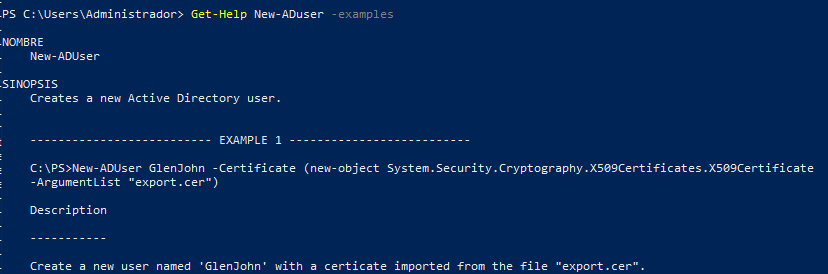 PS C:\Users\Administrador> Get-Help New-ADuser -examples
NOMBRE
New-ADUser
SINOPSIS
Creates a new Active Directory user.
-------------------------- EXAMPLE 1 --------------------------
C:\PS>New-ADUser GlenJohn -Certificate (new-object System.Security.Cryptography.X509Certificates.X509Certificate
-ArgumentList "export.cer")
Description
-----------
Create a new user named 'GlenJohn' with a certicate imported from the file "export.cer".